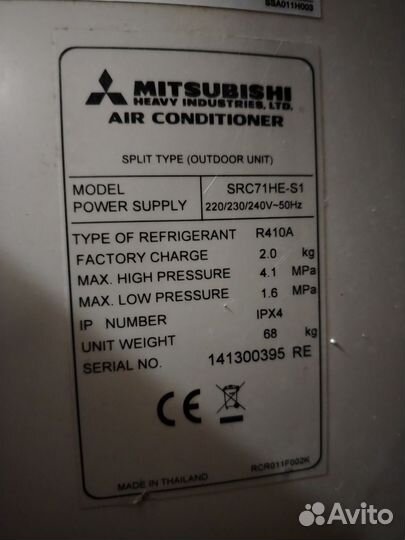 SSA011H003
MITSUBISHI
HEAVY INDUSTRIES, LTD.
AIR CONDITIONER
SPLIT TYPE (OUTDOOR UNIT)
MODEL SRC71HE-S1
POWER SUPPLY 220/230/240V~50Hz
TYPE OF REFRIGERANT R410A
FACTORY CHARGE 2.0 kg
MAX. HIGH PRESSURE 4.1 MPa
MAX. LOW PRESSURE 1.6 MPa
IP NUMBER IPX4
UNIT WEIGHT 68 kg
SERIAL NO. 141300395 RE
CE
MADE IN THAILAND RCR011F002K
Avito